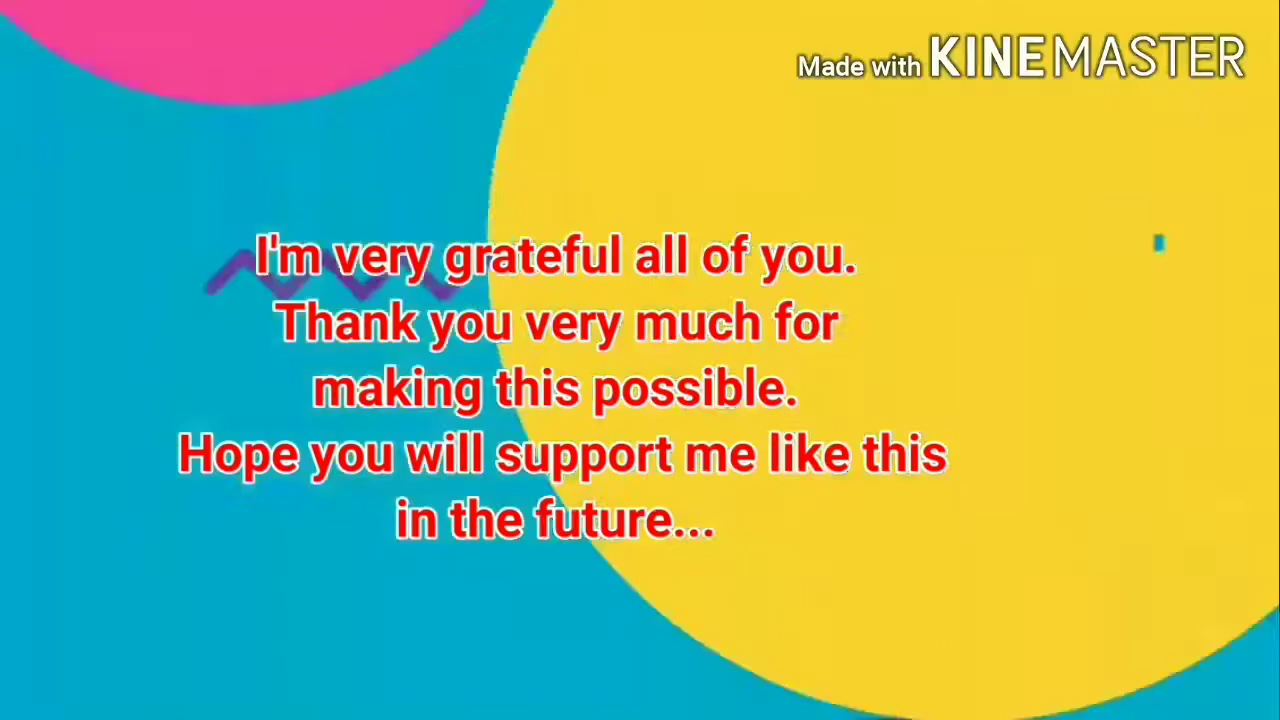 Made with KINEMASTER
I'm very grateful all of you.
Thank you very much for
making this possible.
Hope you will support me like this
in the future...